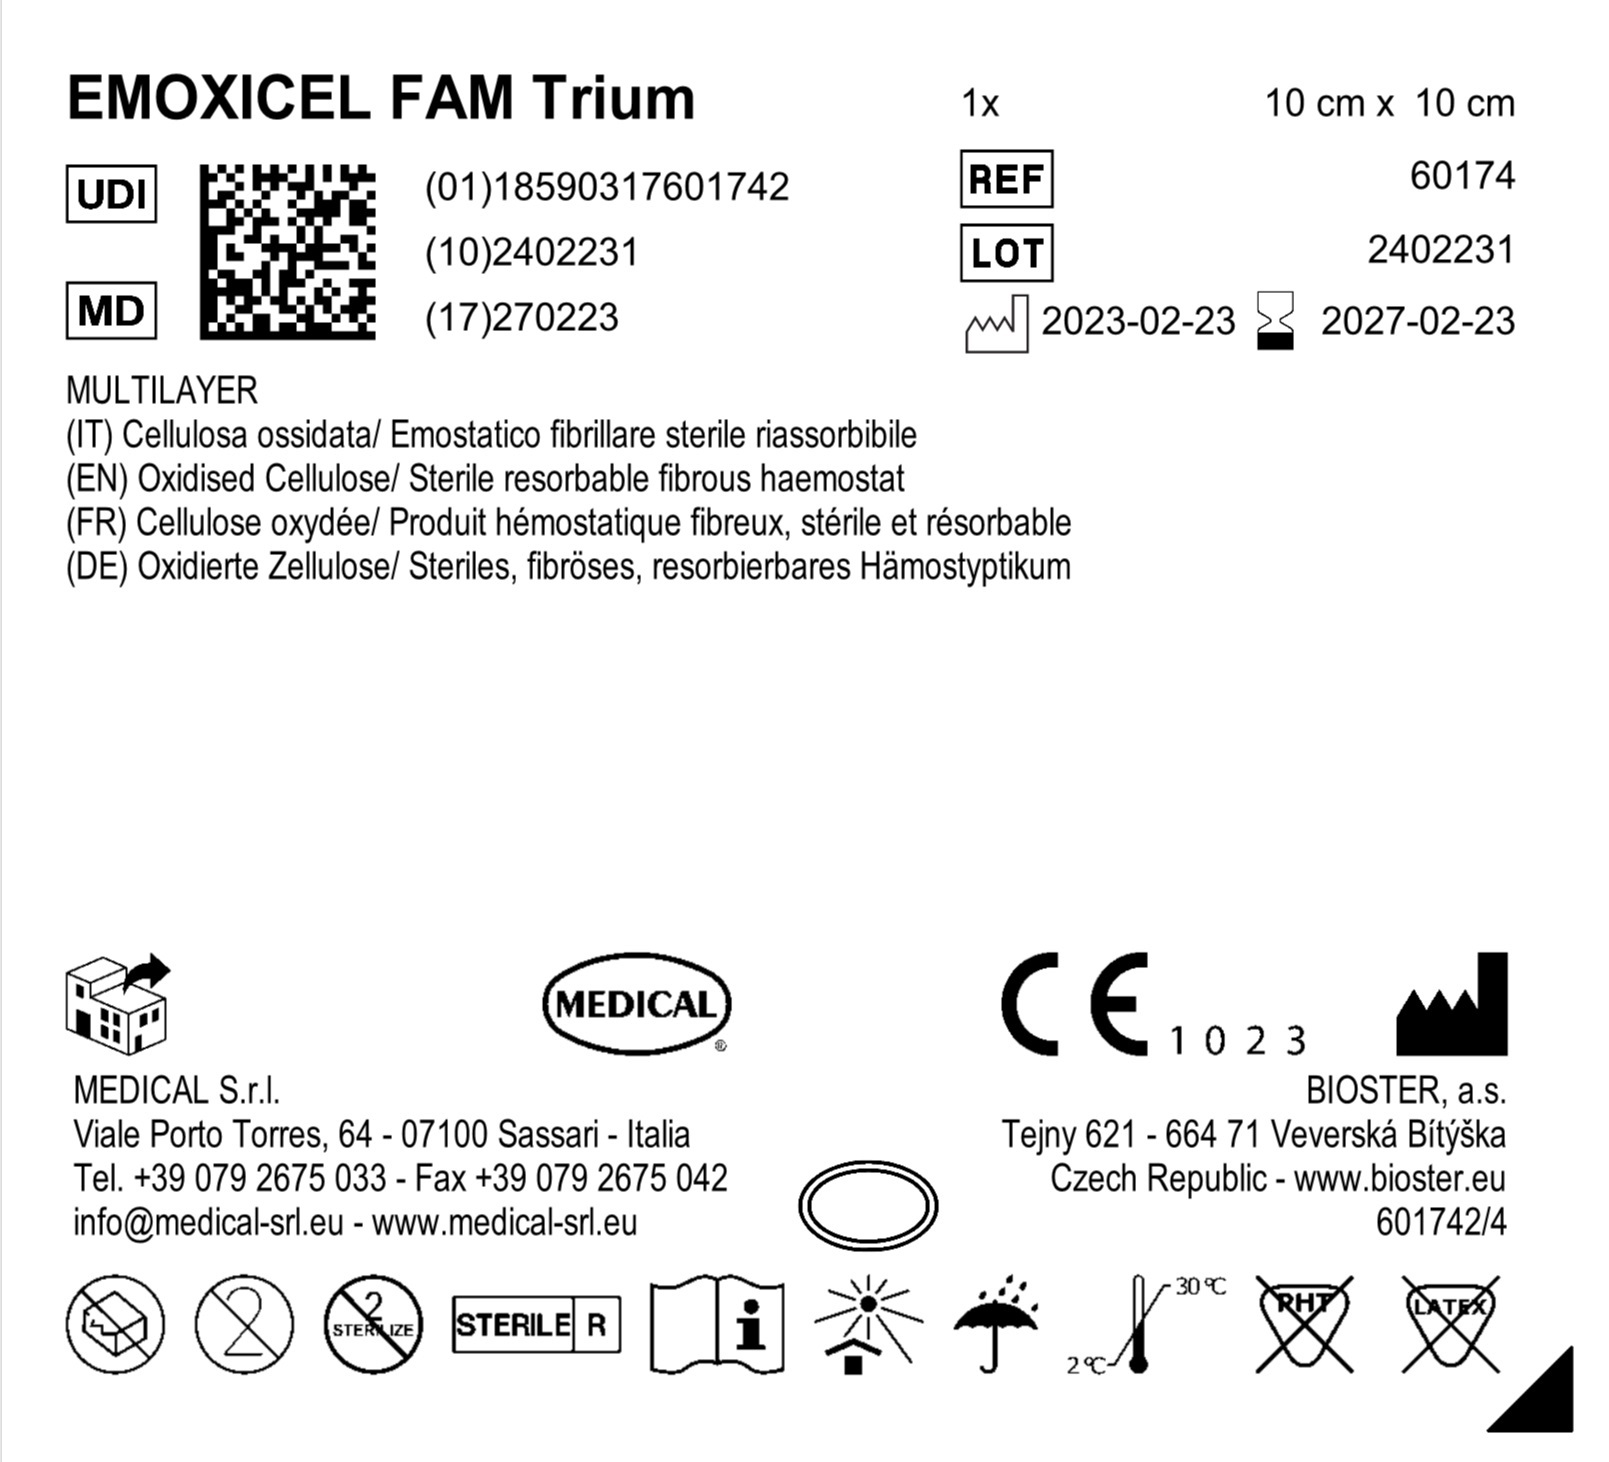 EMOXICEL FAM Trium
1x 10 cm x 10 cm
UDI
(01)18590317601742
REF 60174
(10)2402231
LOT 2402231
MD
(17)270223
2023-02-23 2027-02-23
MULTILAYER
(IT) Cellulosa ossidata/ Emostatico fibrillare sterile riassorbibile
(EN) Oxidised Cellulose/ Sterile resorbable fibrous haemostat
(FR) Cellulose oxydée/ Produit hémostatique fibreux, stérile et résorbable
(DE) Oxidierte Zellulose/ Steriles, fibröses, resorbierbares Hämostyptikum
MEDICAL ®
CE 1023
MEDICAL S.r.l.
Viale Porto Torres, 64 - 07100 Sassari - Italia
Tel. +39 079 2675 033 - Fax +39 079 2675 042
info@medical-srl.eu - www.medical-srl.eu
BIOSTER, a.s.
Tejny 621 - 664 71 Veverská Bítýška
Czech Republic - www.bioster.eu
601742/4
2
2 STERILIZE
STERILE R
i
30 °C
2 °C
PHT
LATEX